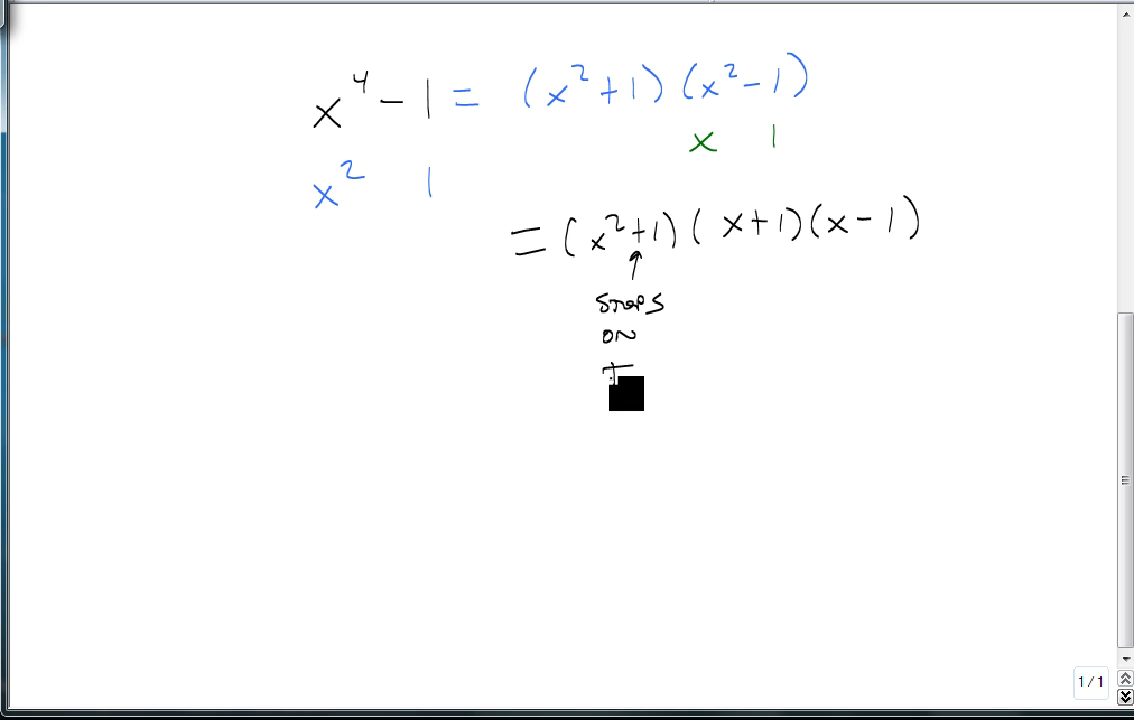 x⁴ - 1 = (x² + 1) (x² - 1)
x 1
x² 1
= (x² + 1) (x + 1) (x - 1)
STOPS
ON
1/1